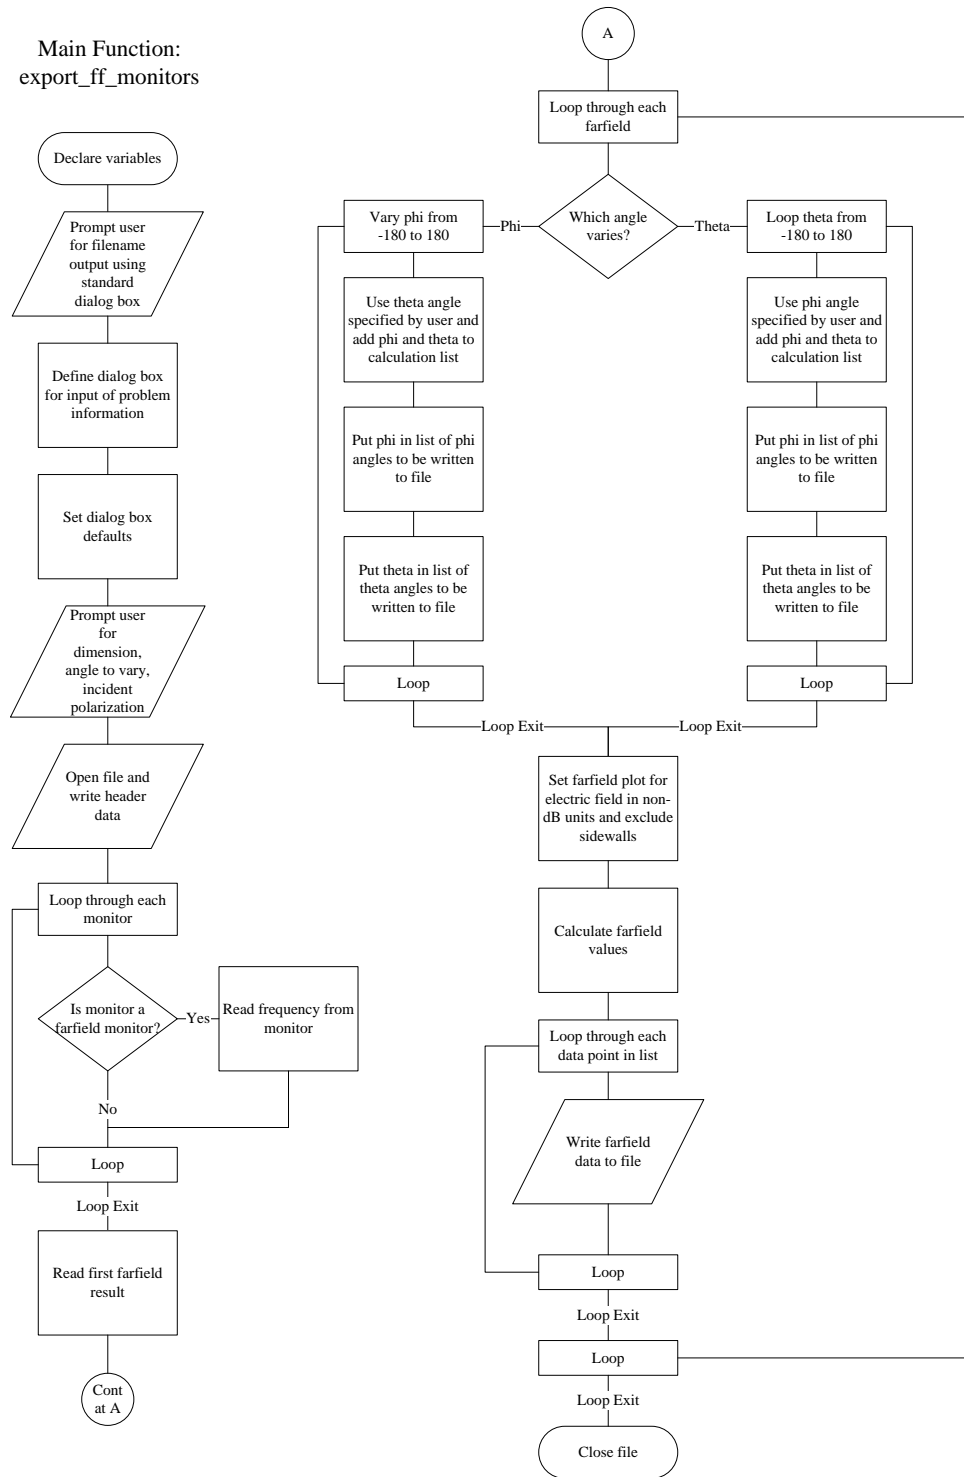 Main Function:
export_ff_monitors
Declare variables
Prompt user
for filename
output using
standard
dialog box
Define dialog box
for input of problem
information
Set dialog box
defaults
Prompt user
for
dimension,
angle to vary,
incident
polarization
Open file and
write header
data
Loop through each
monitor
Is monitor a
farfield monitor?
Yes
Read frequency from
monitor
No
Loop
Loop Exit
Read first farfield
result
Cont
at A
A
Loop through each
farfield
Which angle
varies?
Phi
Theta
Vary phi from
-180 to 180
Use theta angle
specified by user and
add phi and theta to
calculation list
Put phi in list of phi
angles to be written
to file
Put theta in list of
theta angles to be
written to file
Loop
Loop Exit
Loop theta from
-180 to 180
Use phi angle
specified by user and
add phi and theta to
calculation list
Put phi in list of phi
angles to be written
to file
Put theta in list of
theta angles to be
written to file
Loop
Loop Exit
Set farfield plot for
electric field in non-
dB units and exclude
sidewalls
Calculate farfield
values
Loop through each
data point in list
Write farfield
data to file
Loop
Loop Exit
Loop
Loop Exit
Close file